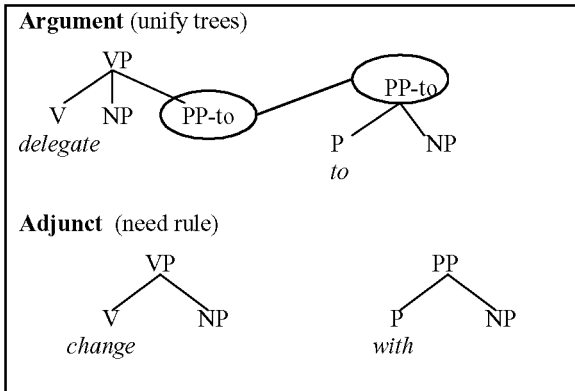 Argument (unify trees)
VP PP-to
V NP PP-to P NP
delegate to
Adjunct (need rule)
VP PP
V NP P NP
change with